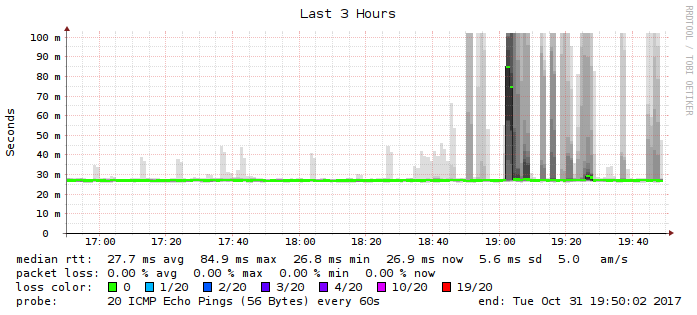 Last 3 Hours
RRDTOOL / TOBI OETIKER
Seconds
100 m
90 m
80 m
70 m
60 m
50 m
40 m
30 m
20 m
10 m
0
17:00 17:20 17:40 18:00 18:20 18:40 19:00 19:20 19:40
median rtt: 27.7 ms avg 84.9 ms max 26.8 ms min 26.9 ms now 5.6 ms sd 5.0 am/s
packet loss: 0.00 % avg 0.00 % max 0.00 % min 0.00 % now
loss color: 0 1/20 2/20 3/20 4/20 10/20 19/20
probe: 20 ICMP Echo Pings (56 Bytes) every 60s end: Tue Oct 31 19:50:02 2017